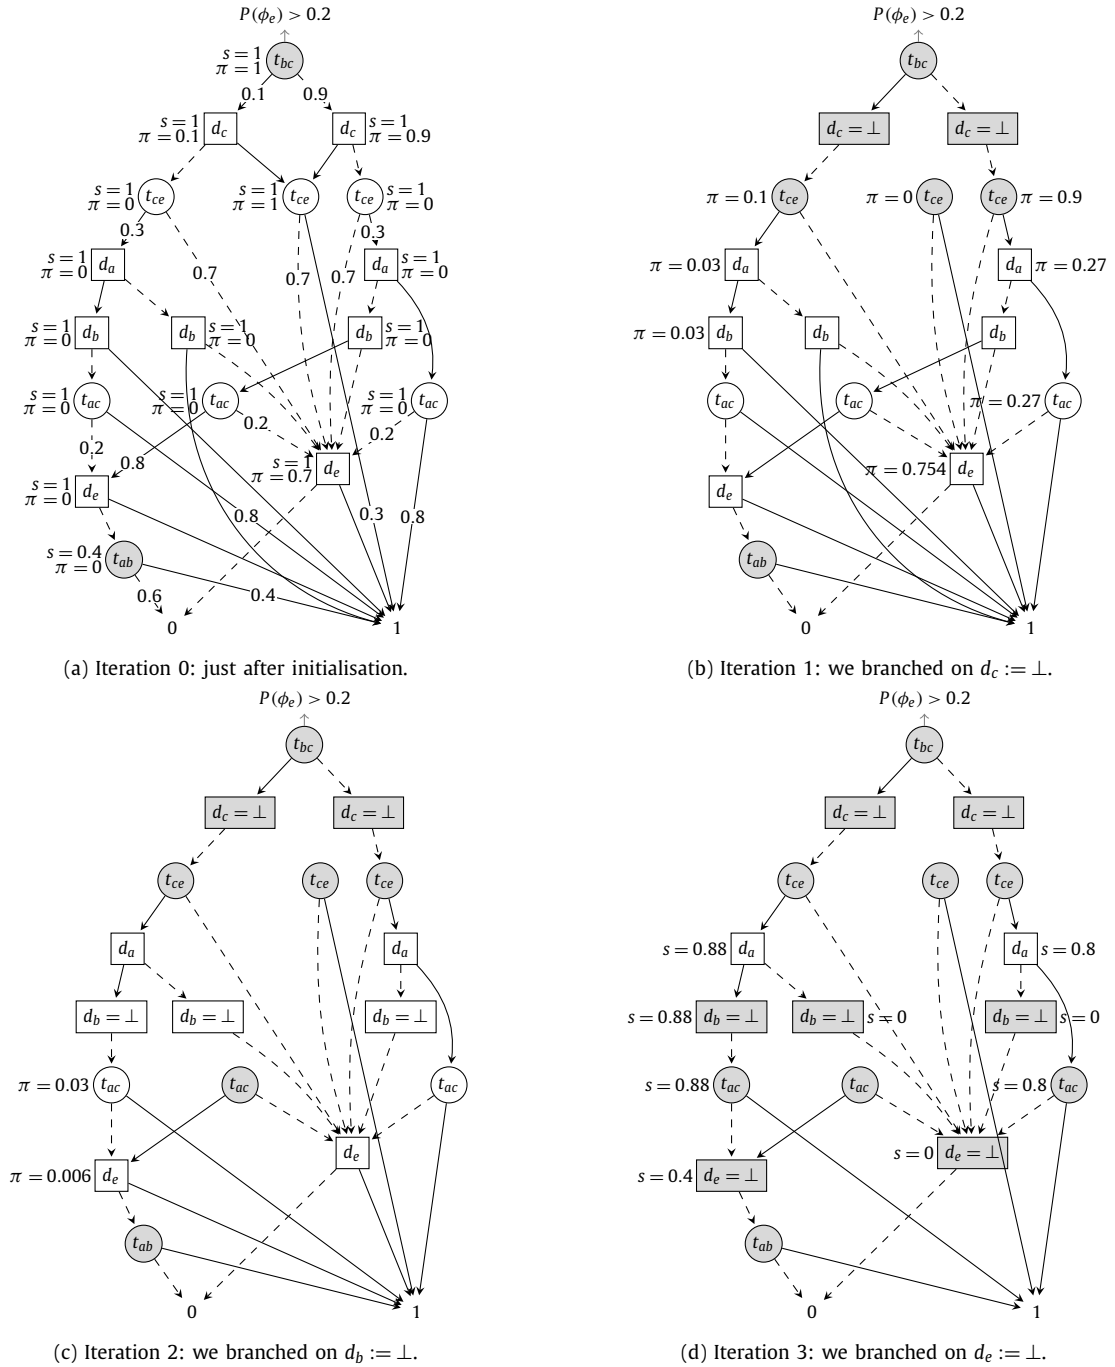 P(ϕe) > 0.2
s = 1
π = 1
tbc
0.1
0.9
s = 1
π = 0.1
dc
dc
s = 1
π = 0.9
s = 1
π = 0
tce
s = 1
π = 1
tce
tce
s = 1
π = 0
0.3
0.3
s = 1
π = 0
da
0.7
0.7
0.7
da
s = 1
π = 0
s = 1
π = 0
db
db
s = 1
π = 0
db
s = 1
π = 0
s = 1
π = 0
tac
s = 1
π = 0
tac
s = 1
π = 0
tac
0.2
0.2
0.2
0.8
s = 1
π = 0.7
de
s = 1
π = 0
de
0.8
0.3
0.8
s = 0.4
π = 0
tab
0.6
0.4
0
1
(a) Iteration 0: just after initialisation.
P(ϕe) > 0.2
tbc
dc = ⊥
dc = ⊥
π = 0.1
tce
π = 0
tce
tce
π = 0.9
π = 0.03
da
da
π = 0.27
π = 0.03
db
db
db
tac
tac
π = 0.27
tac
π = 0.754
de
de
tab
0
1
(b) Iteration 1: we branched on dc := ⊥.
P(ϕe) > 0.2
tbc
dc = ⊥
dc = ⊥
tce
tce
tce
da
da
db = ⊥
db = ⊥
db = ⊥
π = 0.03
tac
tac
tac
de
π = 0.006
de
tab
0
1
(c) Iteration 2: we branched on db := ⊥.
P(ϕe) > 0.2
tbc
dc = ⊥
dc = ⊥
tce
tce
tce
s = 0.88
da
da
s = 0.8
s = 0.88
db = ⊥
db = ⊥
s = 0
db = ⊥
s = 0
s = 0.88
tac
tac
s = 0.8
tac
s = 0
de = ⊥
s = 0.4
de = ⊥
tab
0
1
(d) Iteration 3: we branched on de := ⊥.